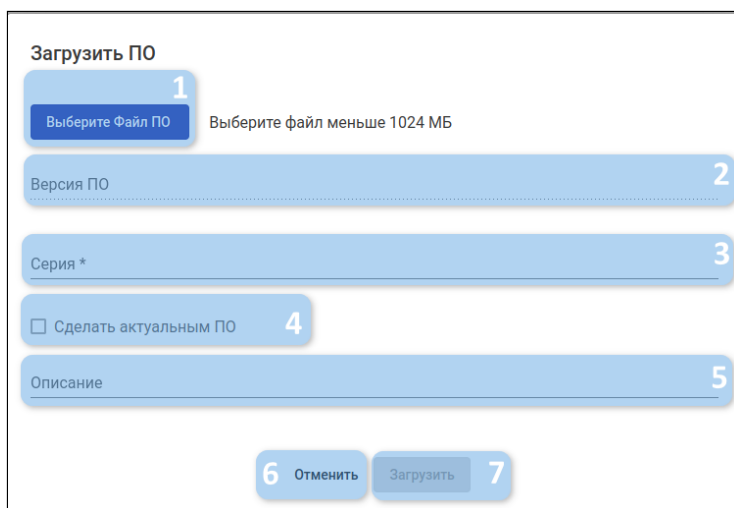 Загрузить ПО
1
Выберите Файл ПО Выберите файл меньше 1024 МБ
Версия ПО 2
Серия * 3
Сделать актуальным ПО 4
Описание 5
6 Отменить Загрузить 7